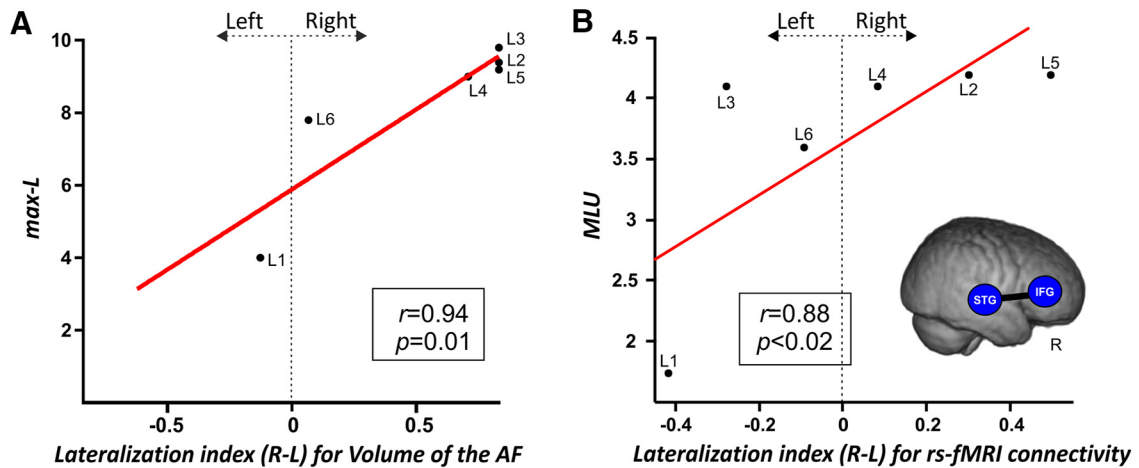 A
Left Right
10
8
6
4
2
max-L
L3
L2
L5
L4
L6
L1
r=0.94
p=0.01
-0.5 0 0.5
Lateralization index (R-L) for Volume of the AF
B
Left Right
4.5
4
3.5
3
2.5
2
MLU
L5
L4
L2
L3
L6
L1
r=0.88
p<0.02
STG IFG
R
-0.4 -0.2 0 0.2 0.4
Lateralization index (R-L) for rs-fMRI connectivity